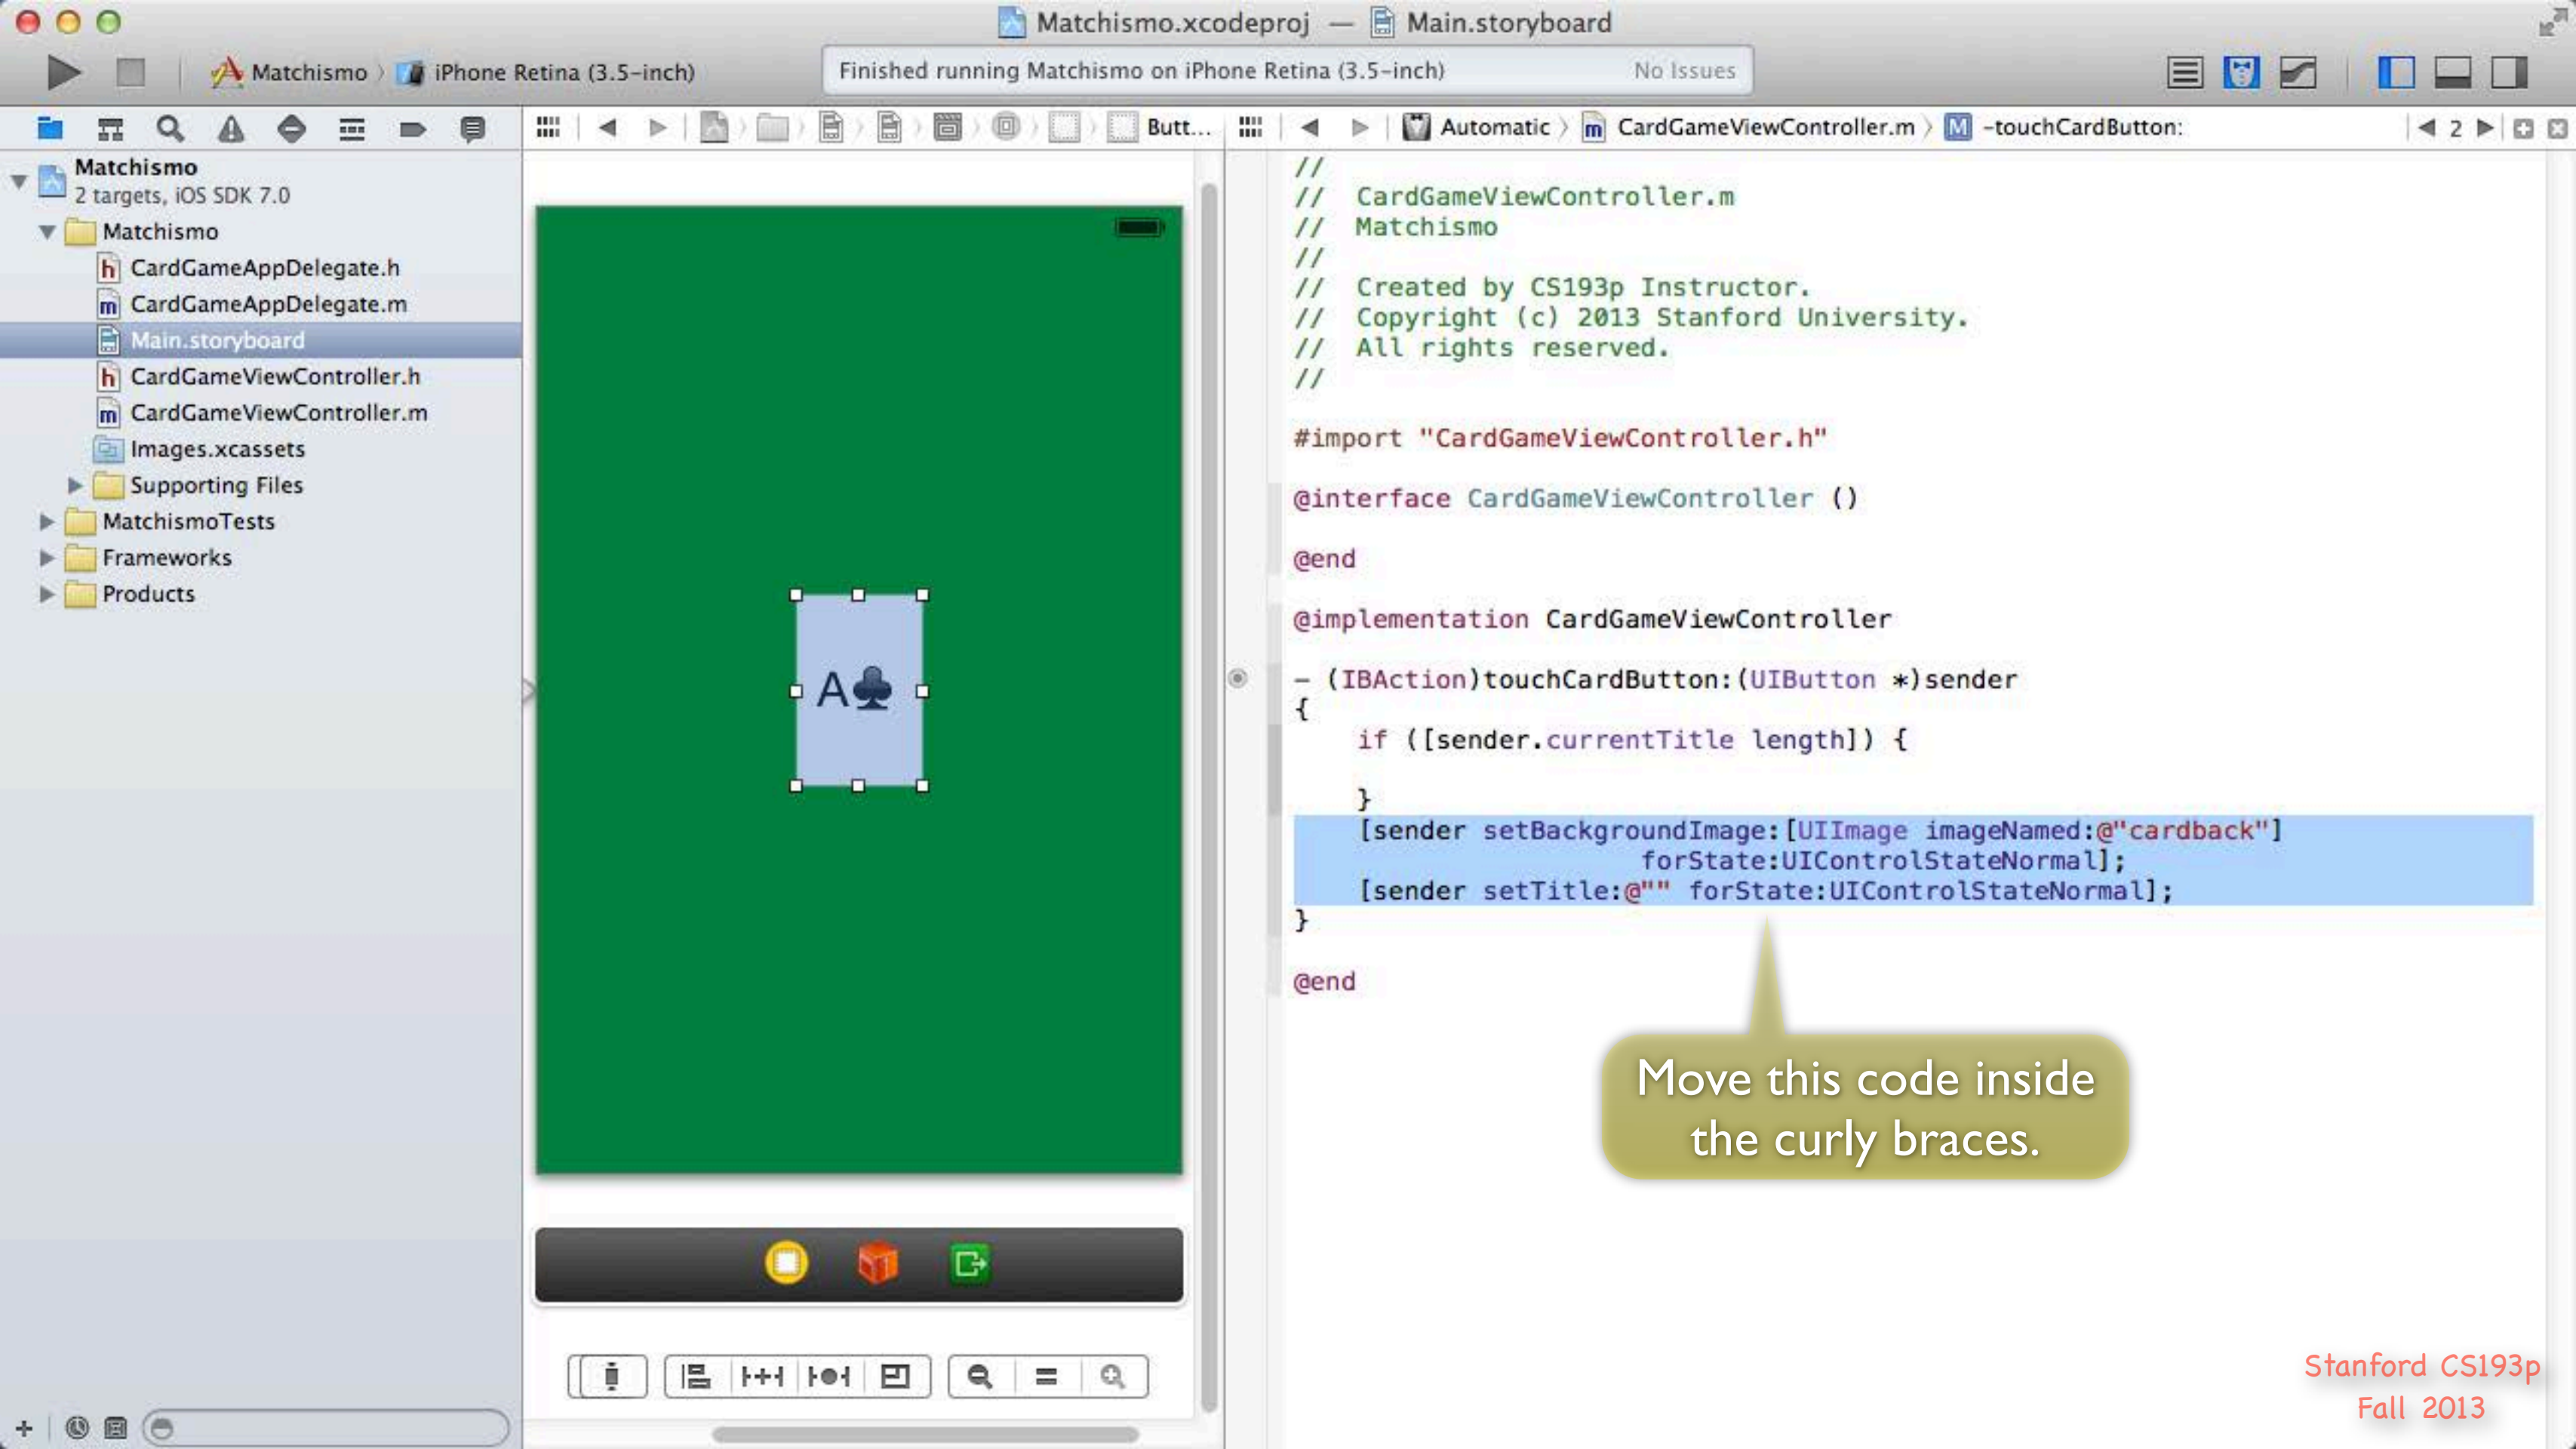 Matchismo.xcodeproj — Main.storyboard
Matchismo 〉 iPhone Retina (3.5-inch)
Finished running Matchismo on iPhone Retina (3.5-inch)
No Issues
Butt...
Automatic 〉 m CardGameViewController.m 〉 M -touchCardButton:
2
Matchismo
2 targets, iOS SDK 7.0
Matchismo
h CardGameAppDelegate.h
m CardGameAppDelegate.m
Main.storyboard
h CardGameViewController.h
m CardGameViewController.m
Images.xcassets
Supporting Files
MatchismoTests
Frameworks
Products
A♣
//
//  CardGameViewController.m
//  Matchismo
//
//  Created by CS193p Instructor.
//  Copyright (c) 2013 Stanford University.
//  All rights reserved.
//
#import "CardGameViewController.h"
@interface CardGameViewController ()
@end
@implementation CardGameViewController
- (IBAction)touchCardButton:(UIButton *)sender
{
    if ([sender.currentTitle length]) {
    }
    [sender setBackgroundImage:[UIImage imageNamed:@"cardback"]
                      forState:UIControlStateNormal];
    [sender setTitle:@"" forState:UIControlStateNormal];
}
@end
Move this code inside
the curly braces.
Stanford CS193p
Fall 2013